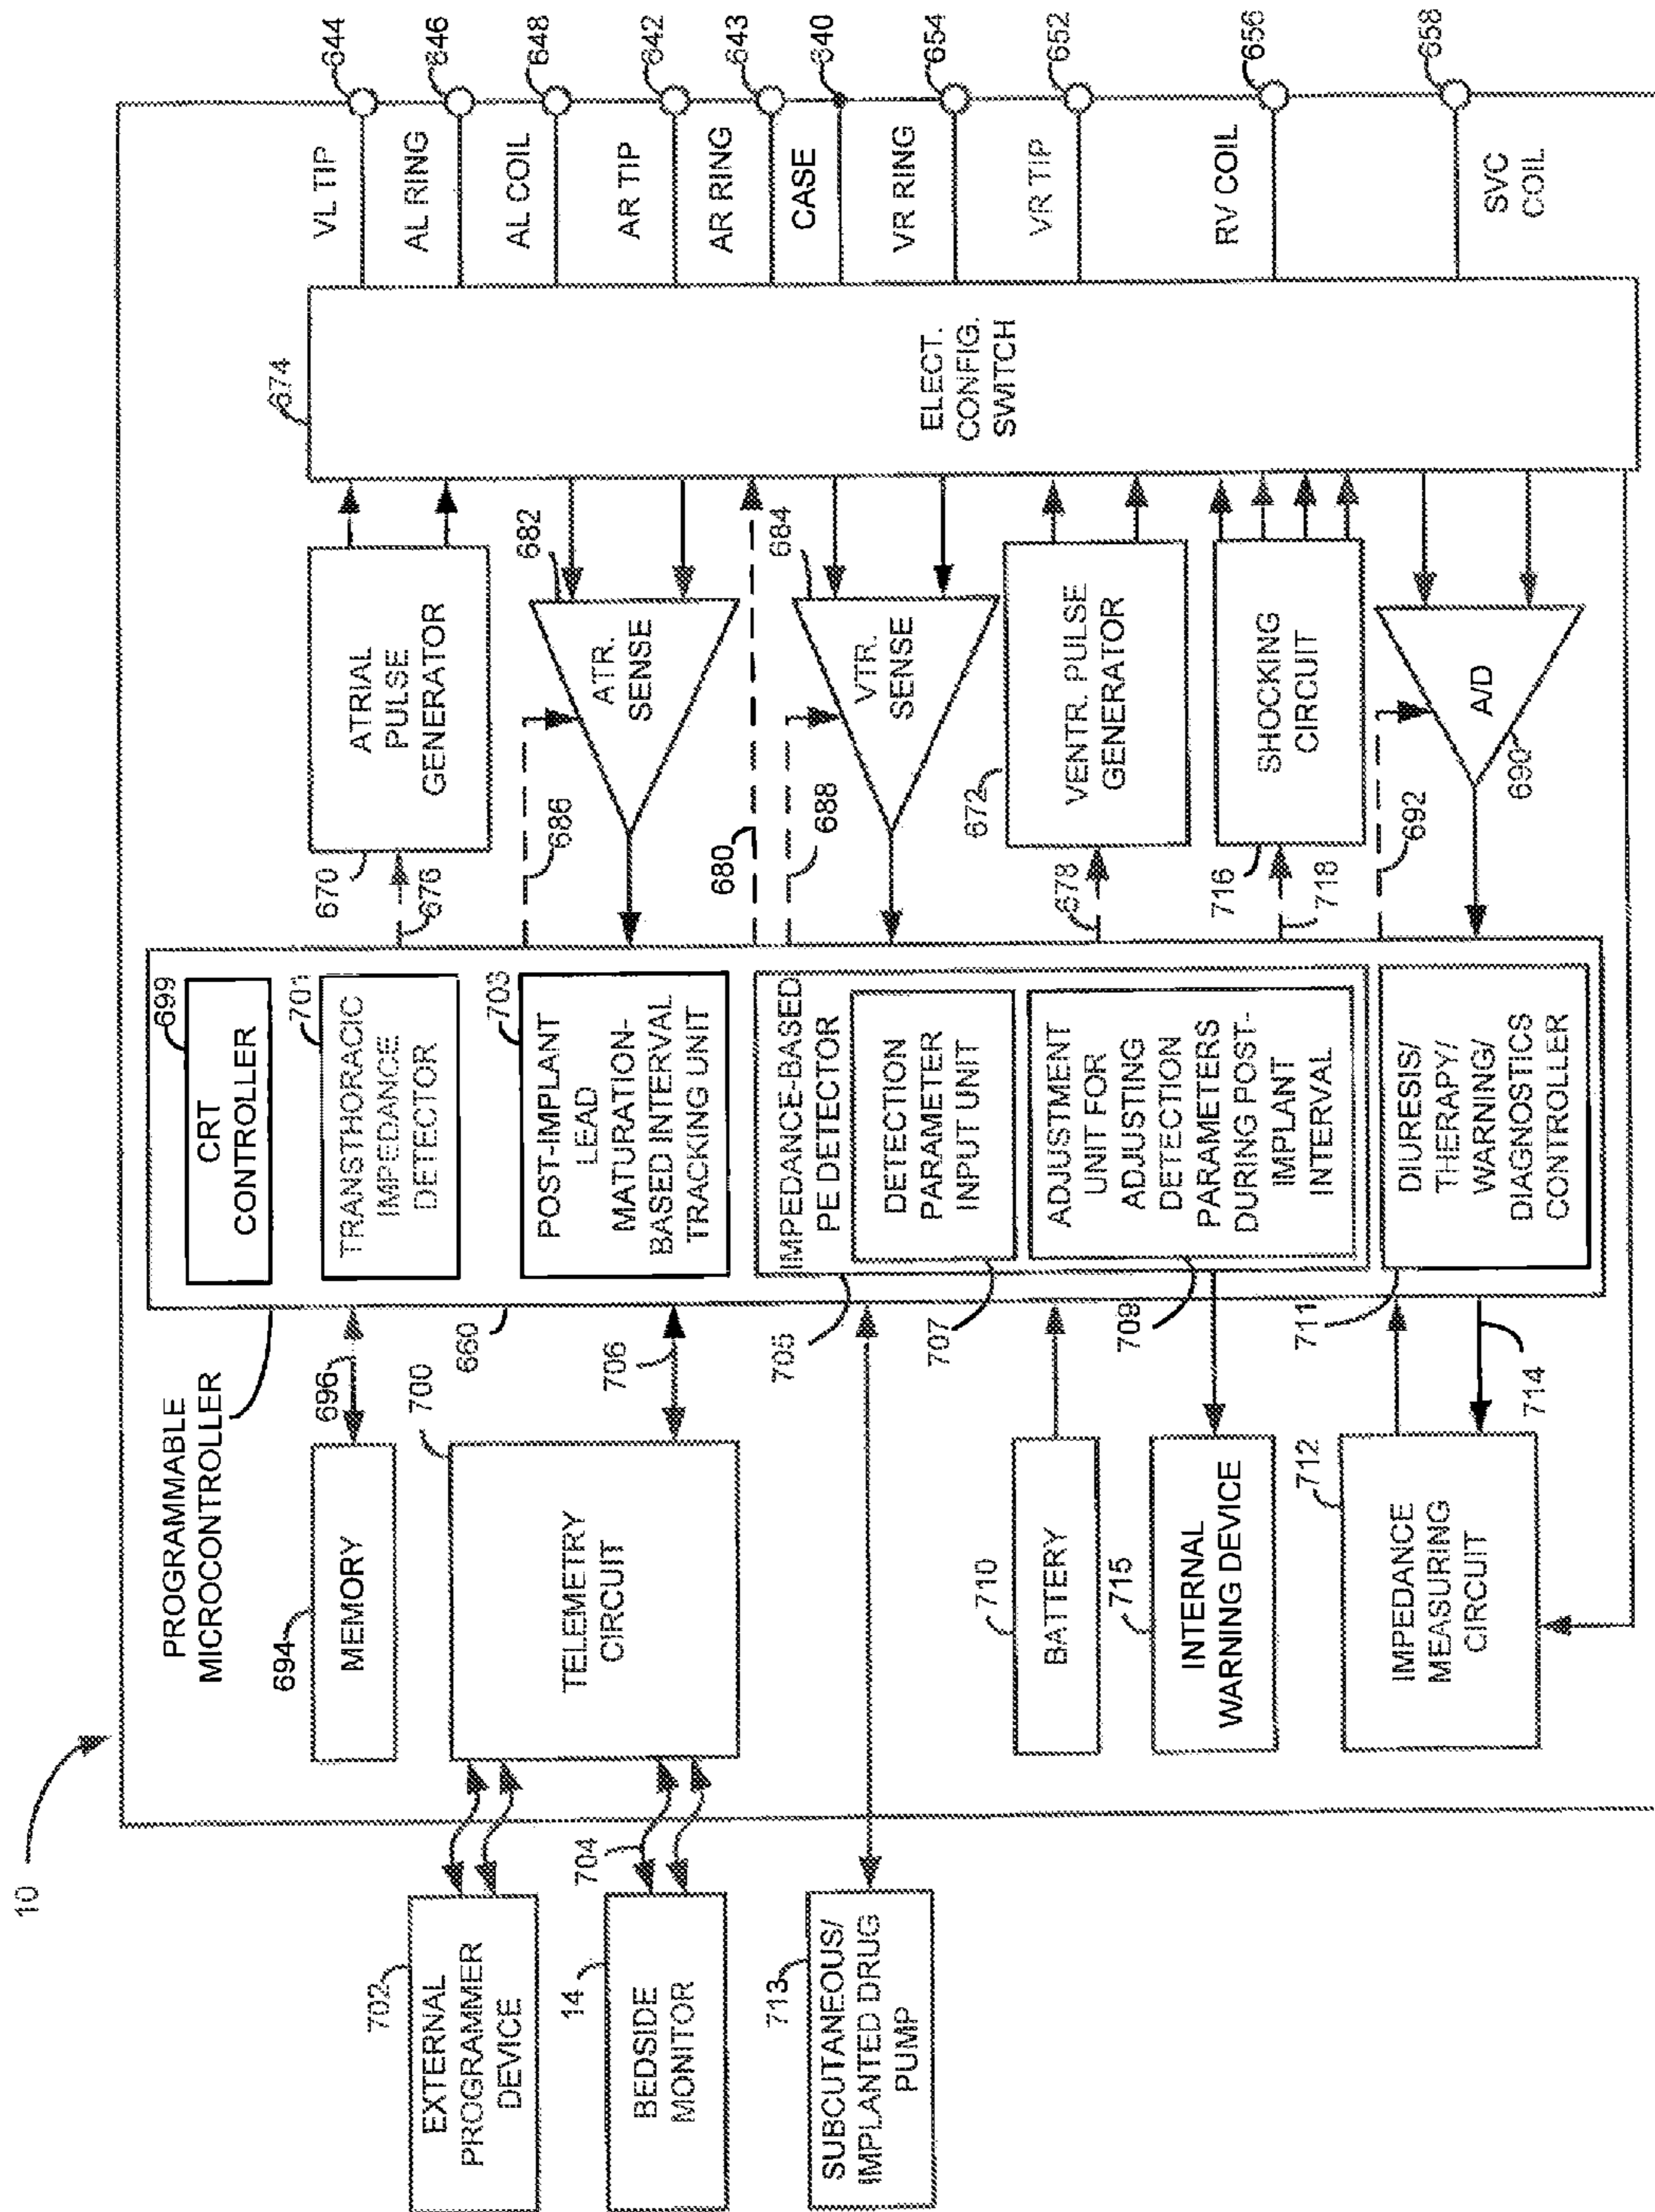 10
644
646
648
642
643
640
654
652
656
658
VL TIP
AL RING
AL COIL
AR TIP
AR RING
CASE
VR RING
VR TIP
RV COIL
SVC
COIL
674
ELECT.
CONFIG.
SWITCH
ATRIAL
PULSE
GENERATOR
670
676
682
ATR.
SENSE
686
680
684
VTR.
SENSE
688
672
VENTR. PULSE
GENERATOR
678
SHOCKING
CIRCUIT
716
718
A/D
690
692
PROGRAMMABLE
MICROCONTROLLER
660
699
CRT
CONTROLLER
701
TRANSTHORACIC
IMPEDANCE
DETECTOR
703
POST-IMPLANT
LEAD
MATURATION-
BASED INTERVAL
TRACKING UNIT
705
IMPEDANCE-BASED
PE DETECTOR
707
DETECTION
PARAMETER
INPUT UNIT
709
ADJUSTMENT
UNIT FOR
ADJUSTING
DETECTION
PARAMETERS
DURING POST-
IMPLANT
INTERVAL
711
DIURESIS/
THERAPY/
WARNING/
DIAGNOSTICS
CONTROLLER
694
MEMORY
696
700
TELEMETRY
CIRCUIT
706
710
BATTERY
715
INTERNAL
WARNING DEVICE
712
IMPEDANCE
MEASURING
CIRCUIT
714
702
EXTERNAL
PROGRAMMER
DEVICE
704
14
BEDSIDE
MONITOR
713
SUBCUTANEOUS/
IMPLANTED DRUG
PUMP